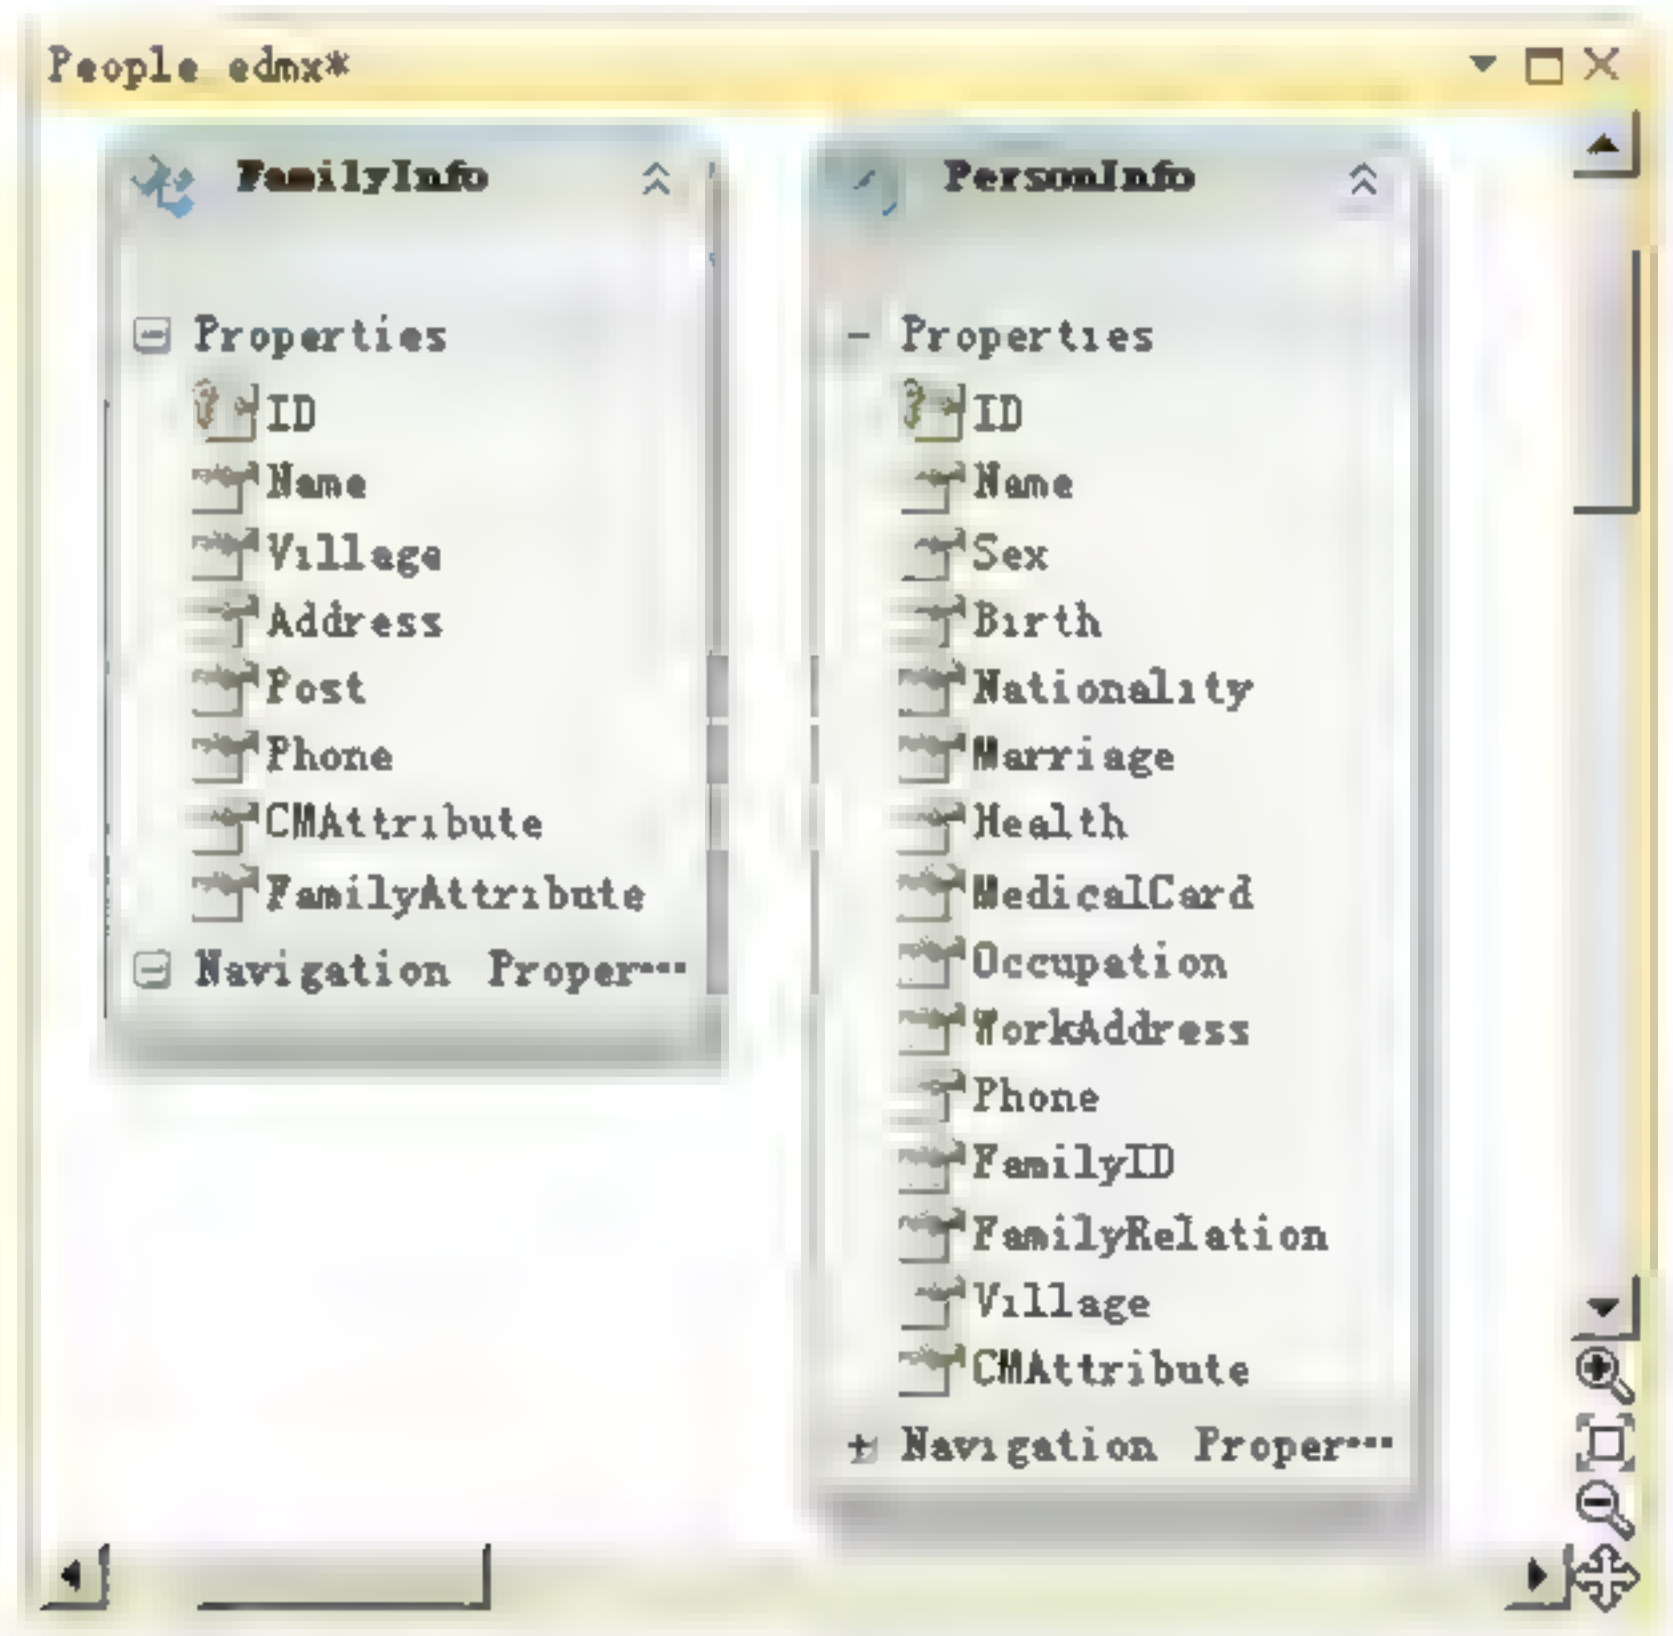 People edmx*
FamilyInfo
Properties
ID
Name
Village
Address
Post
Phone
CMAttribute
FamilyAttribute
Navigation Proper…
PersonInfo
Properties
ID
Name
Sex
Birth
Nationality
Marriage
Health
MedicalCard
Occupation
WorkAddress
Phone
FamilyID
FamilyRelation
Village
CMAttribute
Navigation Proper…